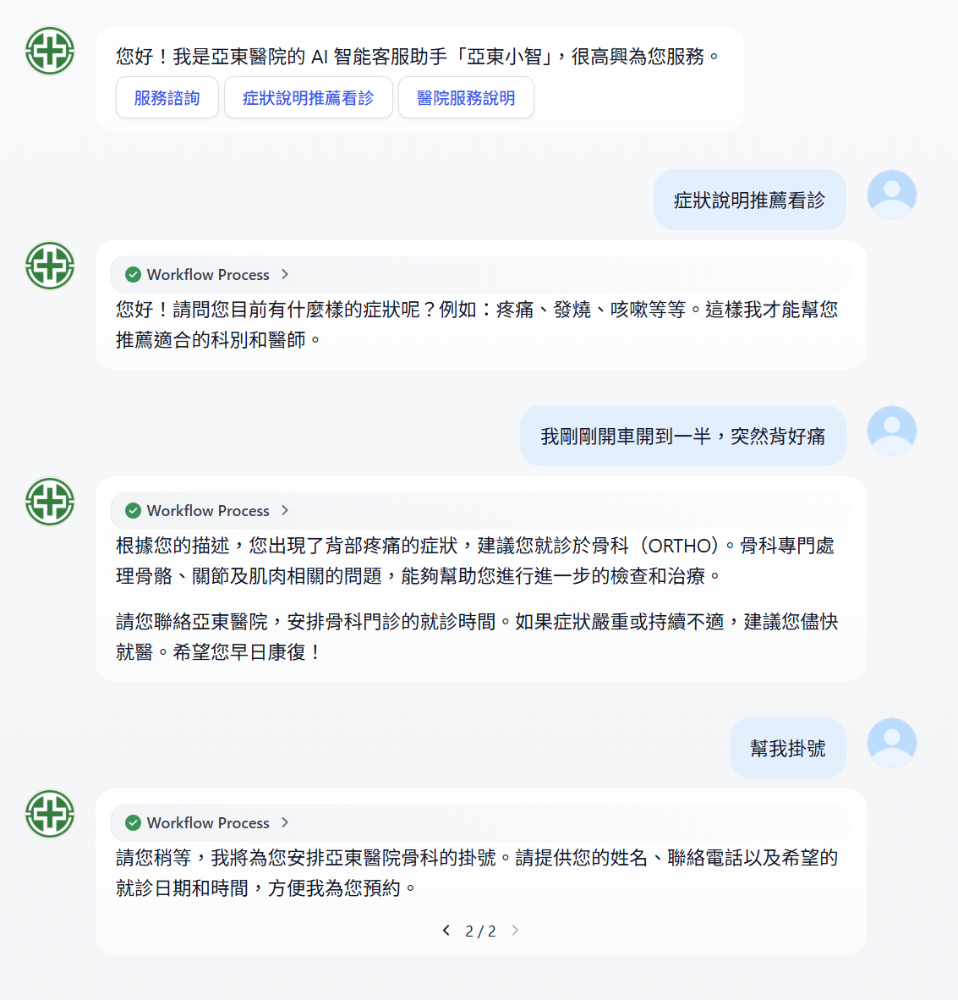 您好！我是亞東醫院的 AI 智能客服助手「亞東小智」，很高興為您服務。
服務諮詢 症狀說明推薦看診 醫院服務說明
症狀說明推薦看診
Workflow Process
您好！請問您目前有什麼樣的症狀呢？例如：疼痛、發燒、咳嗽等等。這樣我才能幫您
推薦適合的科別和醫師。
我剛剛開車開到一半，突然背好痛
Workflow Process
根據您的描述，您出現了背部疼痛的症狀，建議您就診於骨科（ORTHO）。骨科專門處
理骨骼、關節及肌肉相關的問題，能夠幫助您進行進一步的檢查和治療。
請您聯絡亞東醫院，安排骨科門診的就診時間。如果症狀嚴重或持續不適，建議您儘快
就醫。希望您早日康復！
幫我掛號
Workflow Process
請您稍等，我將為您安排亞東醫院骨科的掛號。請提供您的姓名、聯絡電話以及希望的
就診日期和時間，方便我為您預約。
2 / 2